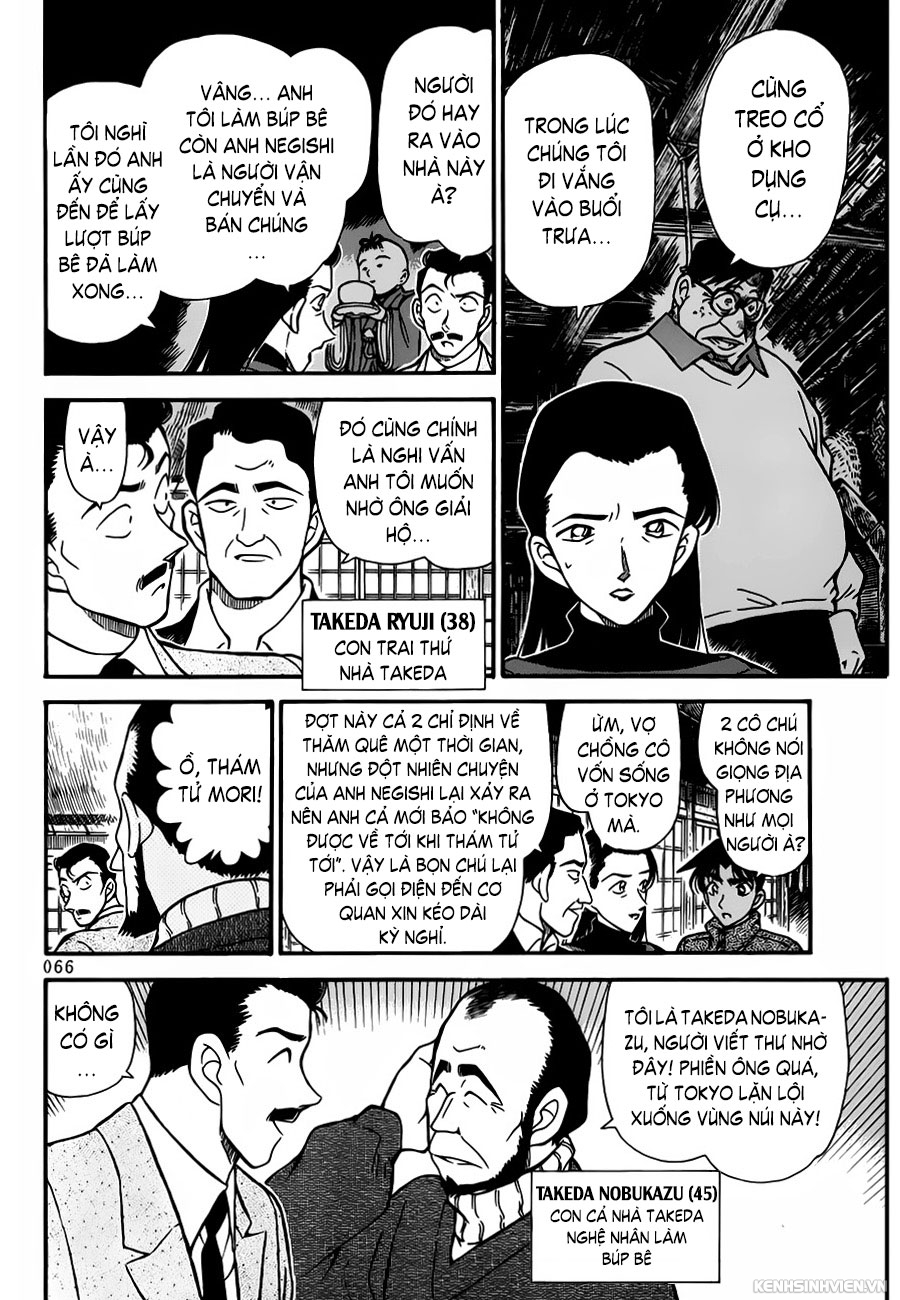 CŨNG
TREO CỔ
Ở KHO
DỤNG
CỤ...
TRONG LÚC
CHÚNG TÔI
ĐI VẮNG
VÀO BUỔI
TRƯA...
NGƯỜI
ĐÓ HAY
RA VÀO
NHÀ NÀY
À?
VÂNG... ANH
TÔI LÀM BÚP BÊ
CÒN ANH NEGISHI
LÀ NGƯỜI VẬN
CHUYỂN VÀ
BÁN CHÚNG
...
TÔI NGHĨ
LẦN ĐÓ ANH
ẤY CŨNG
ĐẾN ĐỂ LẤY
LƯỢT BÚP
BÊ ĐÃ LÀM
XONG...
ĐÓ CŨNG CHÍNH
LÀ NGHI VẤN
ANH TÔI MUỐN
NHỜ ÔNG GIẢI
HỘ...
VẬY
À...
TAKEDA RYUJI (38)
CON TRAI THỨ
NHÀ TAKEDA
2 CÔ CHÚ
KHÔNG NÓI
GIỌNG ĐỊA
PHƯƠNG
NHƯ MỌI
NGƯỜI À?
ỪM, VỢ
CHỒNG CÔ
VỐN SỐNG
Ở TOKYO
MÀ.
ĐỢT NÀY CẢ 2 CHỈ ĐỊNH VỀ
THĂM QUÊ MỘT THỜI GIAN,
NHƯNG ĐỘT NHIÊN CHUYỆN
CỦA ANH NEGISHI LẠI XẢY RA
NÊN ANH CẢ MỚI BẢO “KHÔNG
ĐƯỢC VỀ TỚI KHI THÁM TỬ
TỚI”. VẬY LÀ BỌN CHÚ LẠI
PHẢI GỌI ĐIỆN ĐẾN CƠ
QUAN XIN KÉO DÀI
KỲ NGHỈ.
Ồ, THÁM
TỬ MORI!
066
TÔI LÀ TAKEDA NOBUKA-
ZU, NGƯỜI VIẾT THƯ NHỜ
ĐÂY! PHIỀN ÔNG QUÁ,
TỪ TOKYO LẶN LỘI
XUỐNG VÙNG NÚI NÀY!
KHÔNG
CÓ GÌ
...
TAKEDA NOBUKAZU (45)
CON CẢ NHÀ TAKEDA
NGHỆ NHÂN LÀM
BÚP BÊ
KENHSINHVIEN.VN